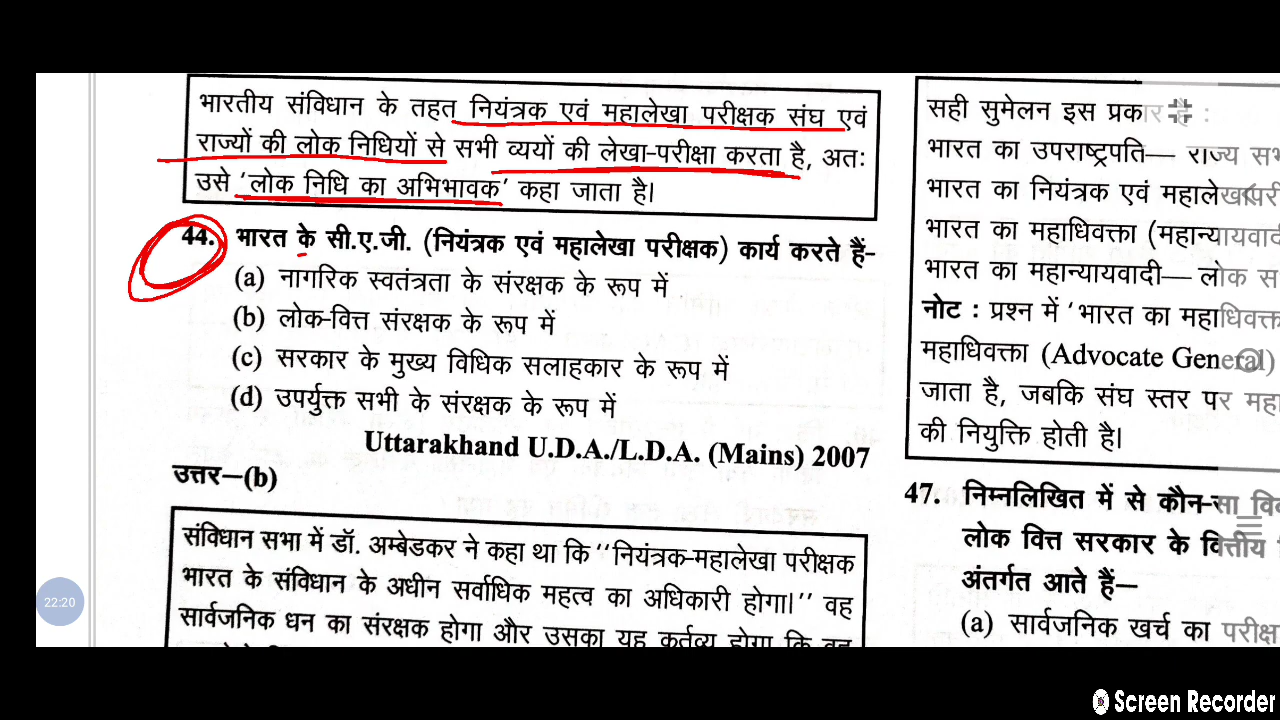 भारतीय संविधान के तहत नियंत्रक एवं महालेखा परीक्षक संघ एवं
राज्यों की लोक निधियों से सभी व्ययों की लेखा-परीक्षा करता है, अतः
उसे 'लोक निधि का अभिभावक' कहा जाता है।
44. भारत के सी.ए.जी. (नियंत्रक एवं महालेखा परीक्षक) कार्य करते हैं-
(a) नागरिक स्वतंत्रता के संरक्षक के रूप में
(b) लोक-वित्त संरक्षक के रूप में
(c) सरकार के मुख्य विधिक सलाहकार के रूप में
(d) उपर्युक्त सभी के संरक्षक के रूप में
Uttarakhand U.D.A./L.D.A. (Mains) 2007
उत्तर—(b)
संविधान सभा में डॉ. अम्बेडकर ने कहा था कि ''नियंत्रक-महालेखा परीक्षक
भारत के संविधान के अधीन सर्वाधिक महत्व का अधिकारी होगा।'' वह
सार्वजनिक धन का संरक्षक होगा और उसका यह कर्तव्य होगा कि वह
सही सुमेलन इस प्रकार है :
भारत का उपराष्ट्रपति— राज्य
भारत का नियंत्रक एवं
भारत का महाधिवक्ता
भारत का महान्यायवादी— लोक
नोट : प्रश्न में 'भारत का
महाधिवक्ता (Advocate General)
जाता है, जबकि संघ स्तर पर
की नियुक्ति होती है।
47. निम्नलिखित में से कौन-सा
लोक वित्त सरकार के
अंतर्गत आते हैं—
(a) सार्वजनिक खर्च का
22:20
Screen Recorder